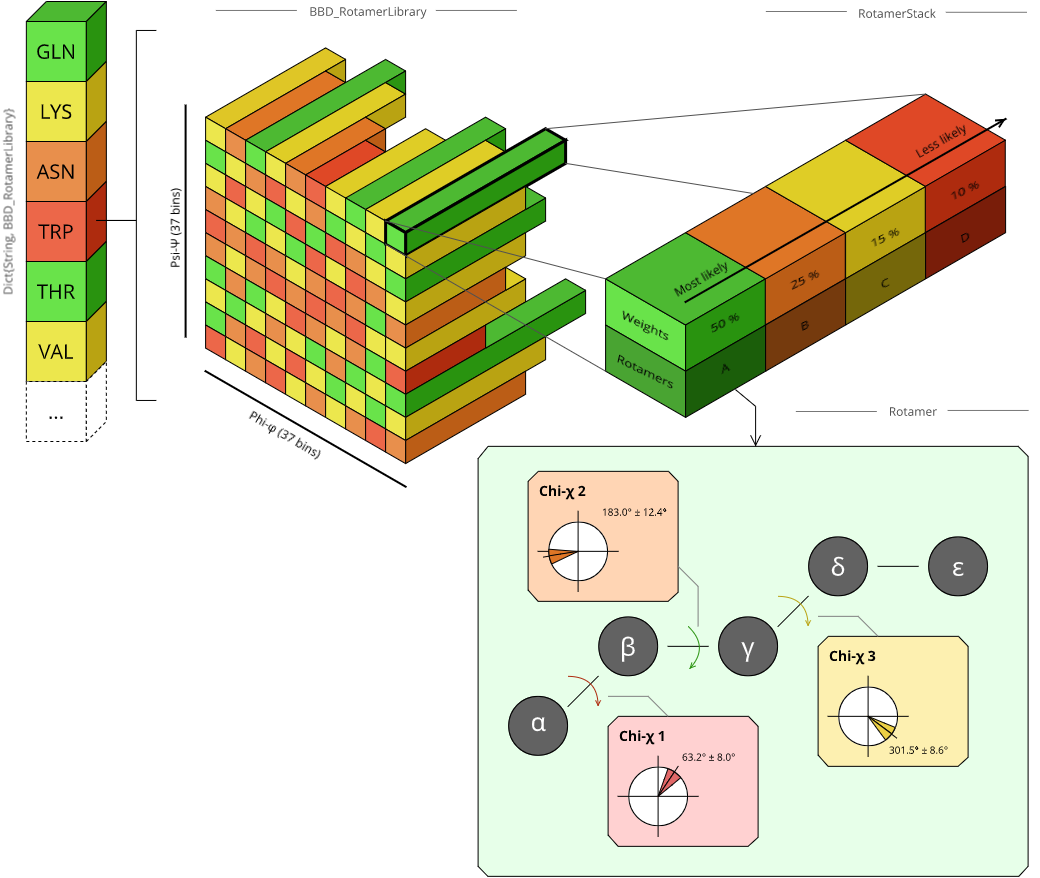 BBD_RotamerLibrary
RotamerStack
Dict{String, BBD_RotamerLibrary}
GLN
LYS
ASN
TRP
THR
VAL
...
Psi-Ψ (37 bins)
Phi-φ (37 bins)
Most likely
Less likely
Weights
50 %
25 %
15 %
10 %
Rotamers
A
B
C
D
Rotamer
Chi-χ 2
183.0° ± 12.4°
δ
ε
β
γ
Chi-χ 3
301.5° ± 8.6°
α
Chi-χ 1
63.2° ± 8.0°